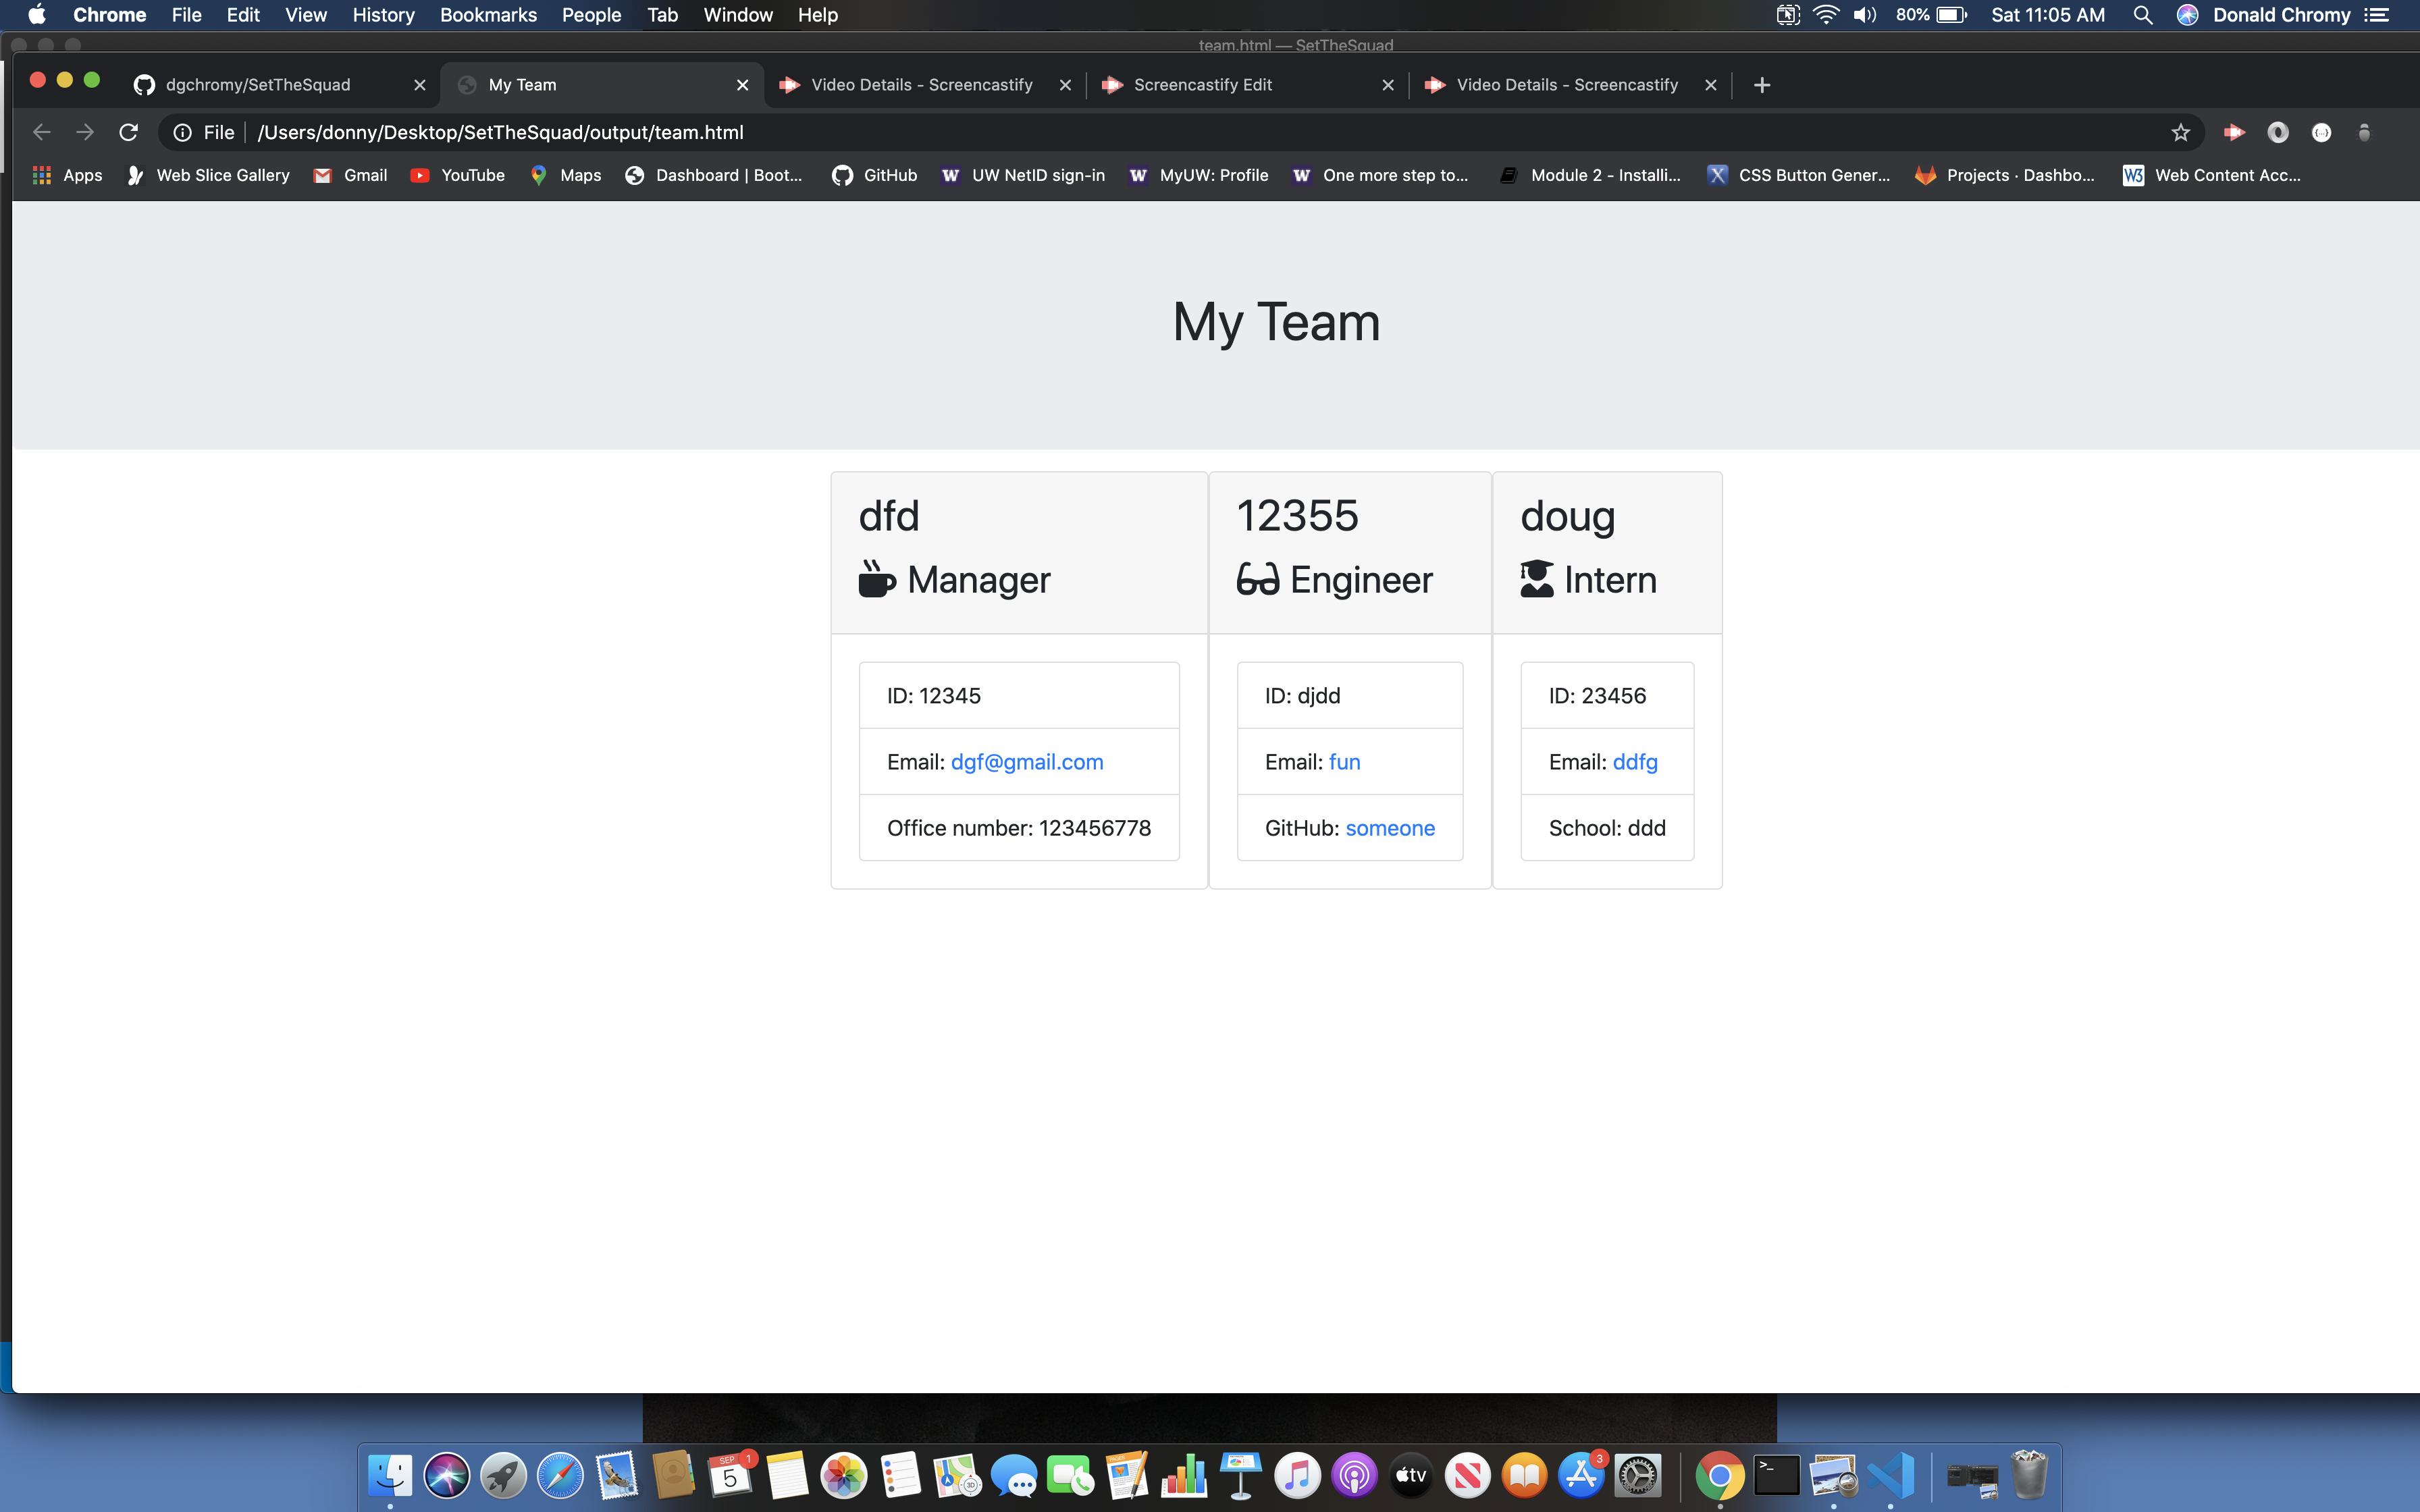 Chrome File Edit View History Bookmarks People Tab Window Help 80% Sat 11:05 AM Donald Chromy
team.html — SetTheSquad
dgchromy/SetTheSquad My Team Video Details - Screencastify Screencastify Edit Video Details - Screencastify
File /Users/donny/Desktop/SetTheSquad/output/team.html
Apps Web Slice Gallery Gmail YouTube Maps Dashboard | Boot... GitHub UW NetID sign-in MyUW: Profile One more step to... Module 2 - Installi... CSS Button Gener... Projects · Dashbo... Web Content Acc...
My Team
dfd
Manager
ID: 12345
Email: dgf@gmail.com
Office number: 123456778
12355
Engineer
ID: djdd
Email: fun
GitHub: someone
doug
Intern
ID: 23456
Email: ddfg
School: ddd
SEP
5
1
tv
3